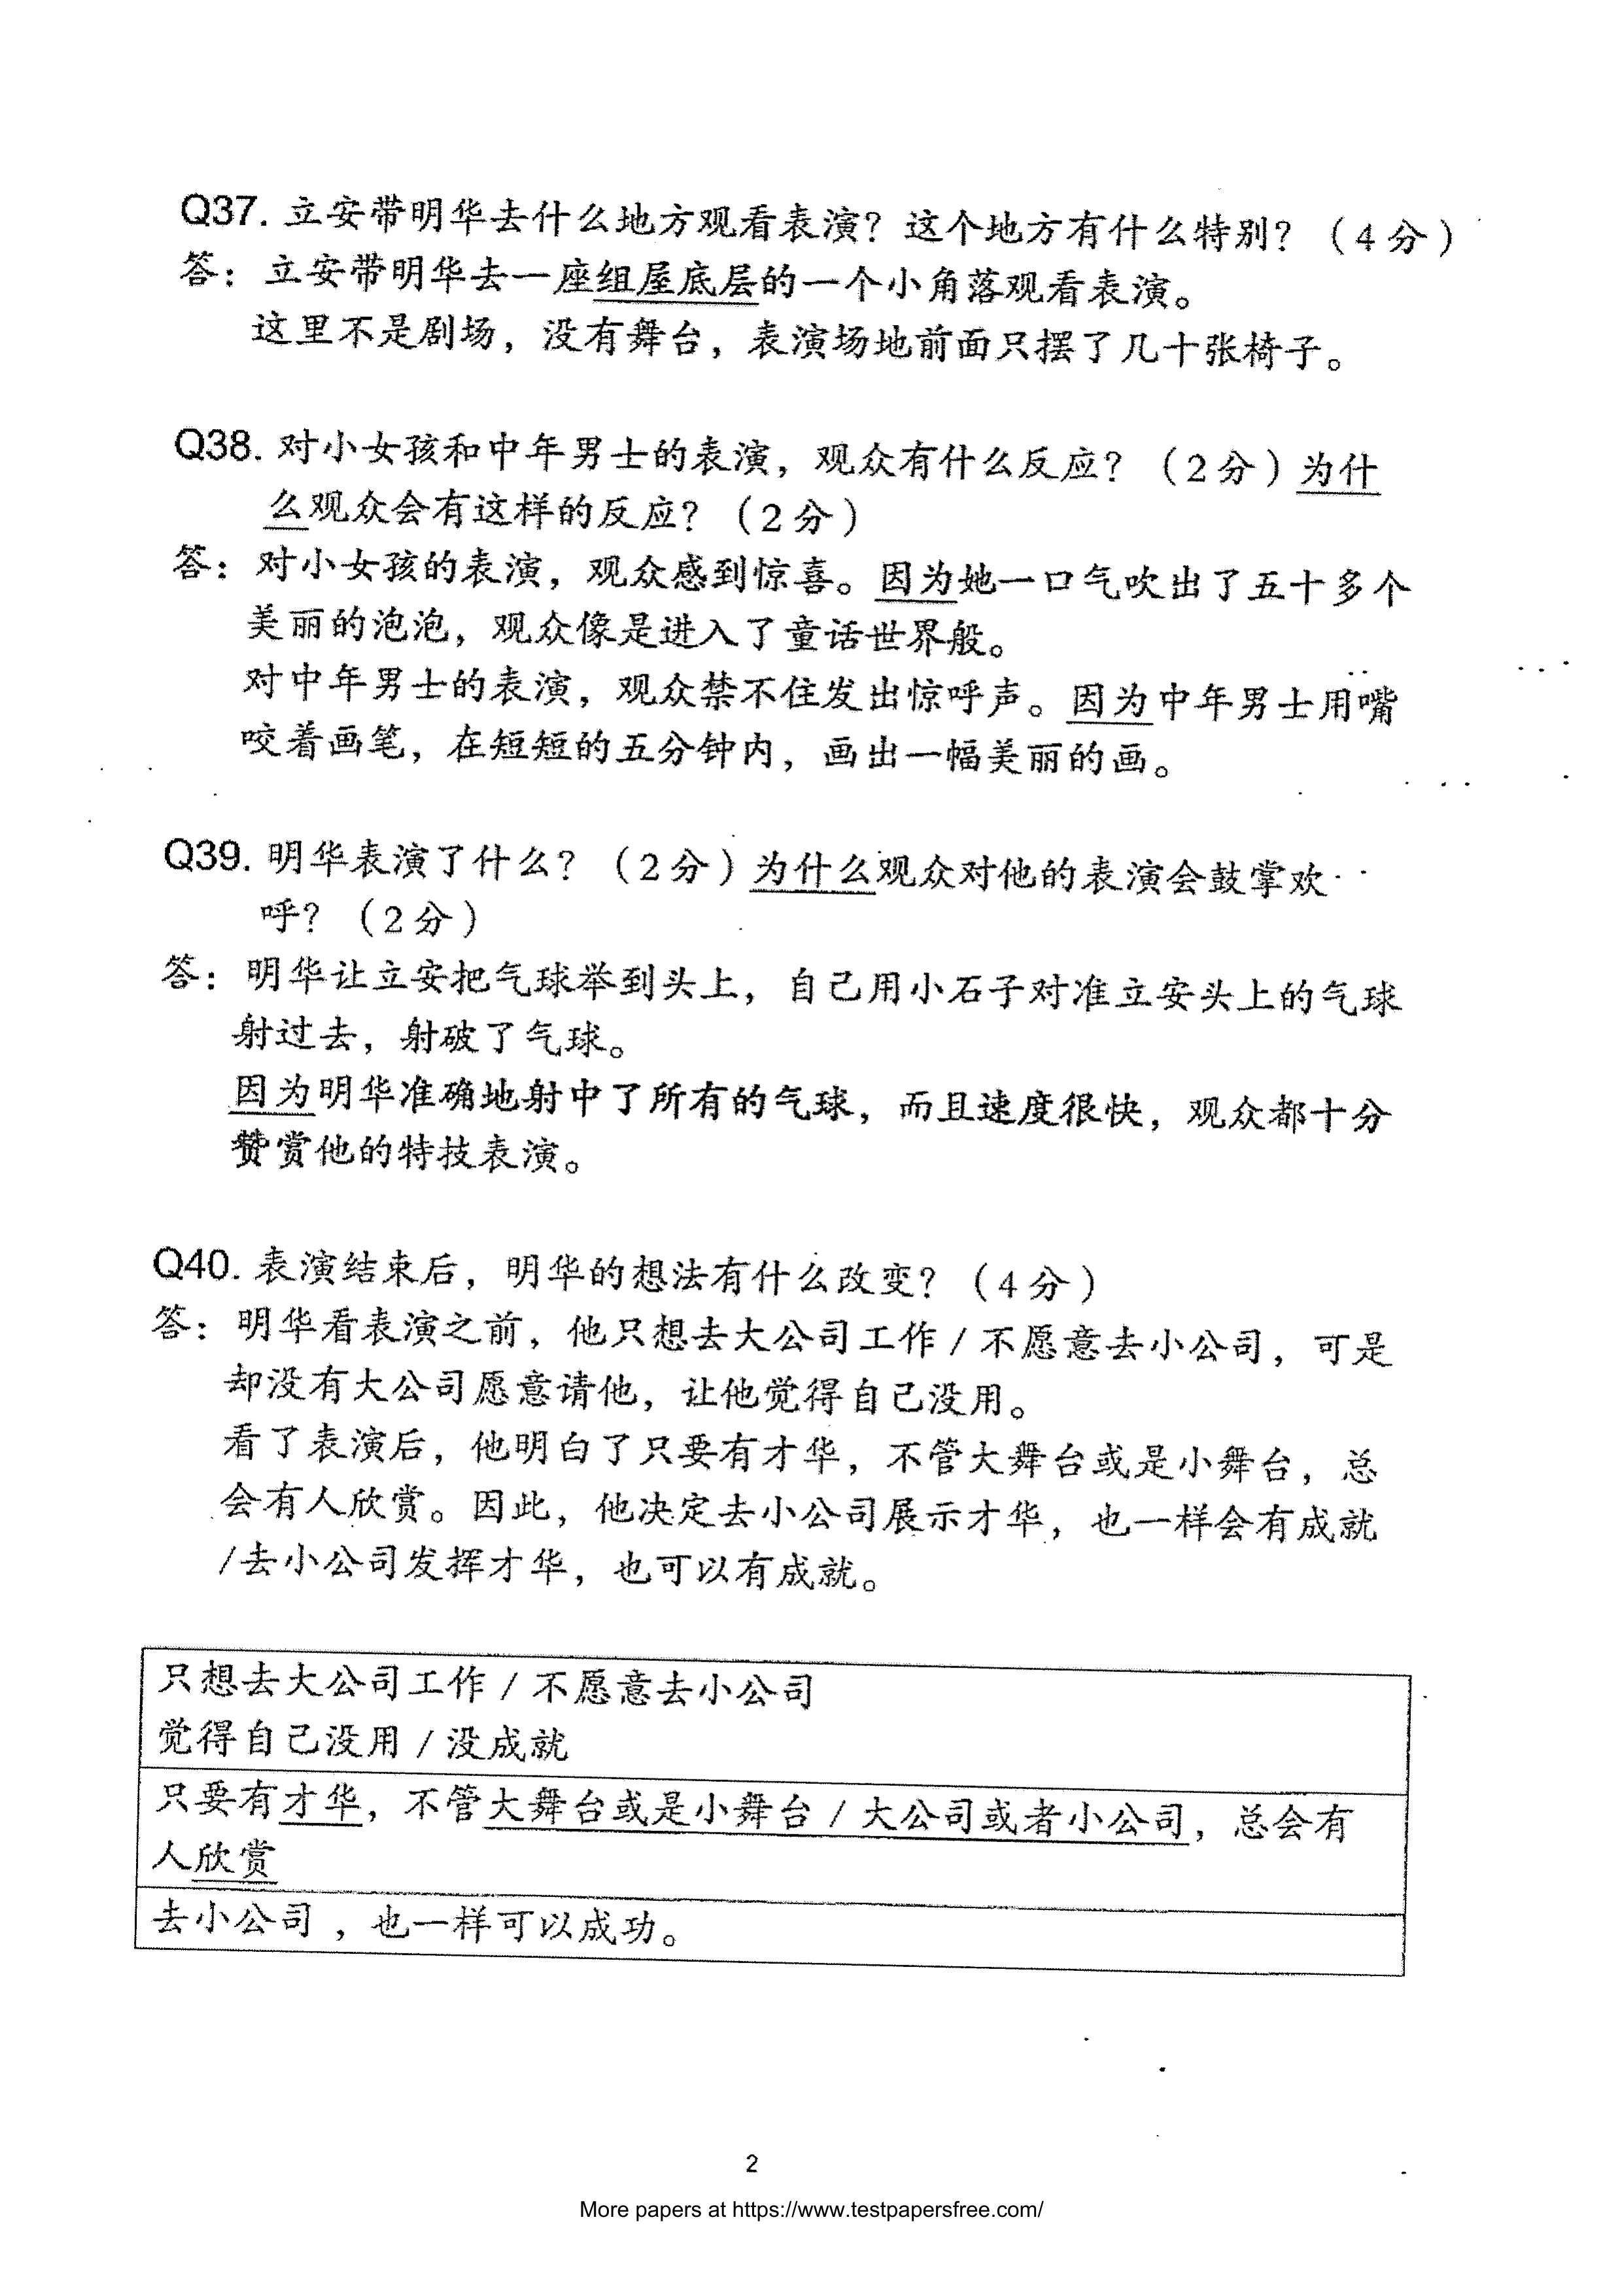 Q37. 立安带明华去什么地方观看表演？这个地方有什么特别？（4分）
答：立安带明华去一座组屋底层的一个小角落观看表演。
这里不是剧场，没有舞台，表演场地前面只摆了几十张椅子。
Q38. 对小女孩和中年男士的表演，观众有什么反应？（2分）为什
么观众会有这样的反应？（2分）
答：对小女孩的表演，观众感到惊喜。因为她一口气吹出了五十多个
美丽的泡泡，观众像是进入了童话世界般。
对中年男士的表演，观众禁不住发出惊呼声。因为中年男士用嘴
咬着画笔，在短短的五分钟内，画出一幅美丽的画。
Q39. 明华表演了什么？（2分）为什么观众对他的表演会鼓掌欢
呼？（2分）
答：明华让立安把气球举到头上，自己用小石子对准立安头上的气球
射过去，射破了气球。
因为明华准确地射中了所有的气球，而且速度很快，观众都十分
赞赏他的特技表演。
Q40. 表演结束后，明华的想法有什么改变？（4分）
答：明华看表演之前，他只想去大公司工作/不愿意去小公司，可是
却没有大公司愿意请他，让他觉得自己没用。
看了表演后，他明白了只要有才华，不管大舞台或是小舞台，总
会有人欣赏。因此，他决定去小公司展示才华，也一样会有成就
/去小公司发挥才华，也可以有成就。
只想去大公司工作/不愿意去小公司
觉得自己没用/没成就
只要有才华，不管大舞台或是小舞台/大公司或者小公司，总会有
人欣赏
去小公司，也一样可以成功。
2
More papers at https://www.testpapersfree.com/